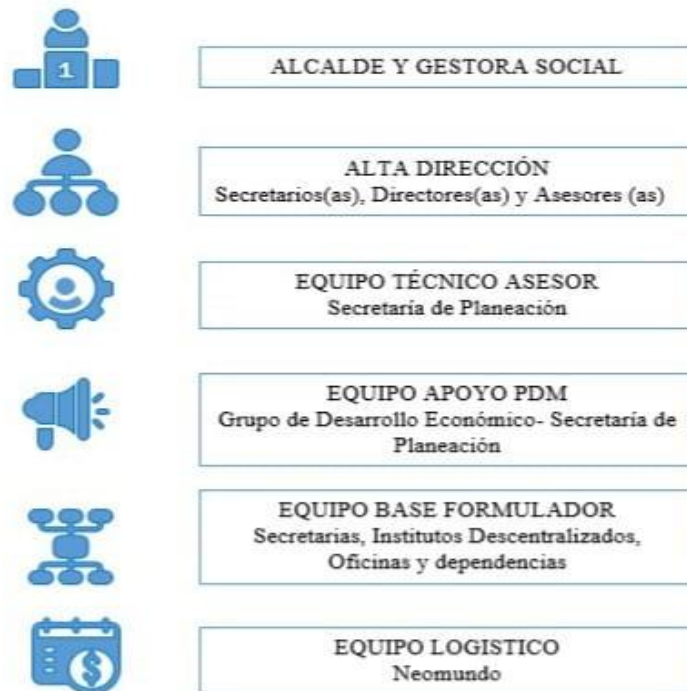 1
ALCALDE Y GESTORA SOCIAL
ALTA DIRECCIÓN
Secretarios(as), Directores(as) y Asesores (as)
EQUIPO TÉCNICO ASESOR
Secretaría de Planeación
EQUIPO APOYO PDM
Grupo de Desarrollo Económico- Secretaría de
Planeación
EQUIPO BASE FORMULADOR
Secretarias, Institutos Descentralizados,
Oficinas y dependencias
$
EQUIPO LOGISTICO
Neomundo